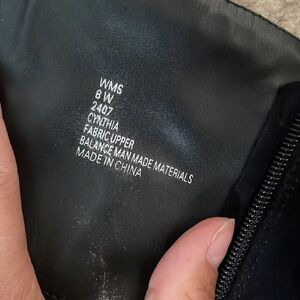 WMS
8 W
2407
CYNTHIA
FABRIC UPPER
BALANCE MAN MADE MATERIALS
MADE IN CHINA